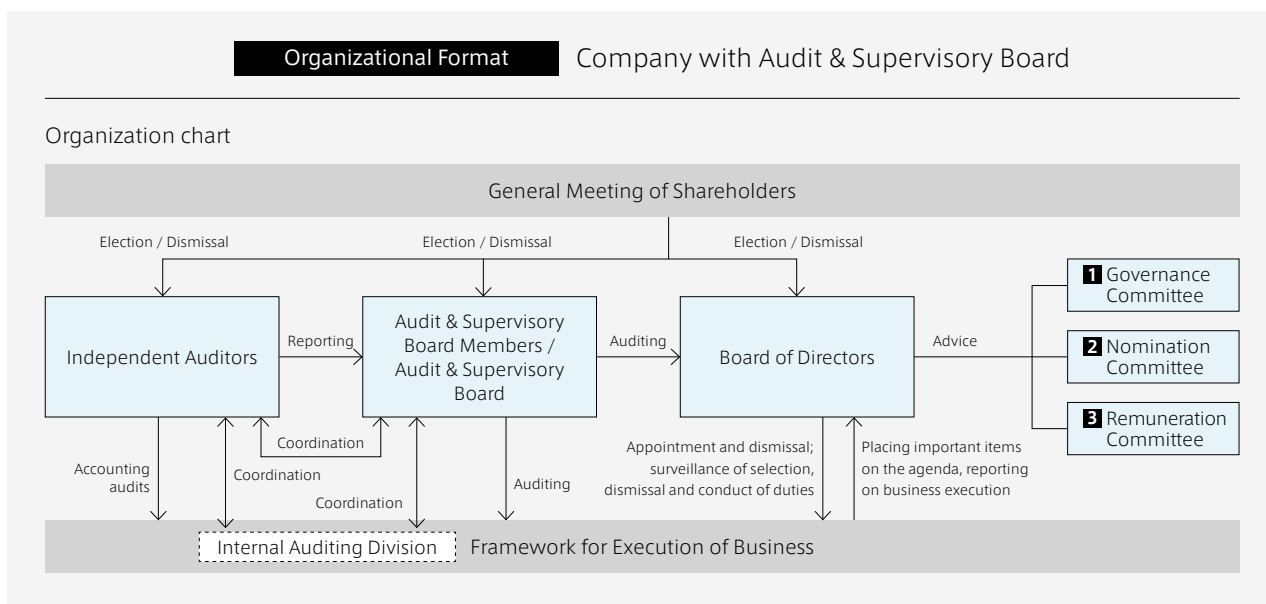 Organizational Format
Company with Audit & Supervisory Board
Organization chart
General Meeting of Shareholders
Election / Dismissal
Election / Dismissal
Election / Dismissal
Independent Auditors
Reporting
Audit & Supervisory
Board Members /
Audit & Supervisory
Board
Auditing
Board of Directors
Advice
1 Governance
Committee
2 Nomination
Committee
3 Remuneration
Committee
Accounting
audits
Coordination
Coordination
Coordination
Auditing
Appointment and dismissal;
surveillance of selection,
dismissal and conduct of duties
Placing important items
on the agenda, reporting
on business execution
Internal Auditing Division
Framework for Execution of Business